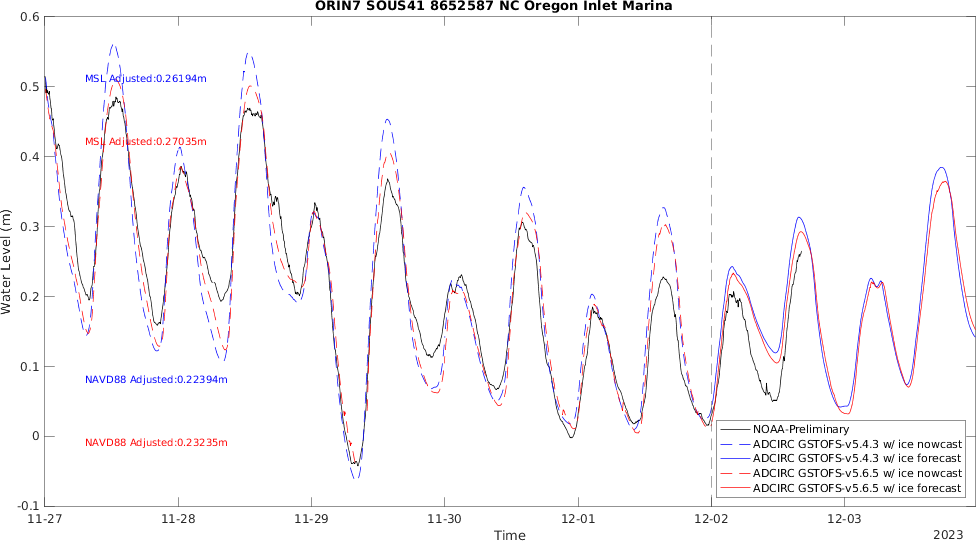 ORIN7 SOUS41 8652587 NC Oregon Inlet Marina
0.6
0.5
0.4
0.3
0.2
0.1
0
-0.1
Water Level (m)
MSL Adjusted:0.26194m
MSL Adjusted:0.27035m
NAVD88 Adjusted:0.22394m
NAVD88 Adjusted:0.23235m
NOAA-Preliminary
ADCIRC GSTOFS-v5.4.3 w/ ice nowcast
ADCIRC GSTOFS-v5.4.3 w/ ice forecast
ADCIRC GSTOFS-v5.6.5 w/ ice nowcast
ADCIRC GSTOFS-v5.6.5 w/ ice forecast
11-27 11-28 11-29 11-30 12-01 12-02 12-03
Time
2023